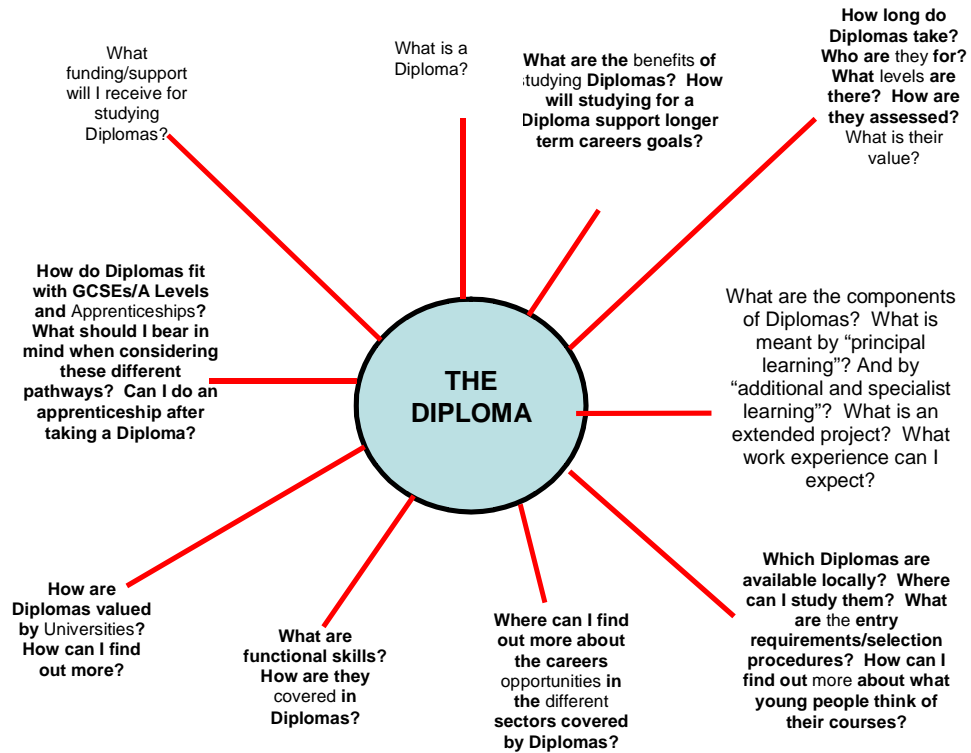 What
funding/support
will I receive for
studying
Diplomas?
What is a
Diploma?
What are the benefits of
studying Diplomas? How
will studying for a
Diploma support longer
term careers goals?
How long do
Diplomas take?
Who are they for?
What levels are
there? How are
they assessed?
What is their
value?
How do Diplomas fit
with GCSEs/A Levels
and Apprenticeships?
What should I bear in
mind when considering
these different
pathways? Can I do an
apprenticeship after
taking a Diploma?
THE
DIPLOMA
What are the components
of Diplomas? What is
meant by “principal
learning”? And by
“additional and specialist
learning”? What is an
extended project? What
work experience can I
expect?
How are
Diplomas valued
by Universities?
How can I find
out more?
What are
functional skills?
How are they
covered in
Diplomas?
Where can I find
out more about
the careers
opportunities in
the different
sectors covered
by Diplomas?
Which Diplomas are
available locally? Where
can I study them? What
are the entry
requirements/selection
procedures? How can I
find out more about what
young people think of
their courses?